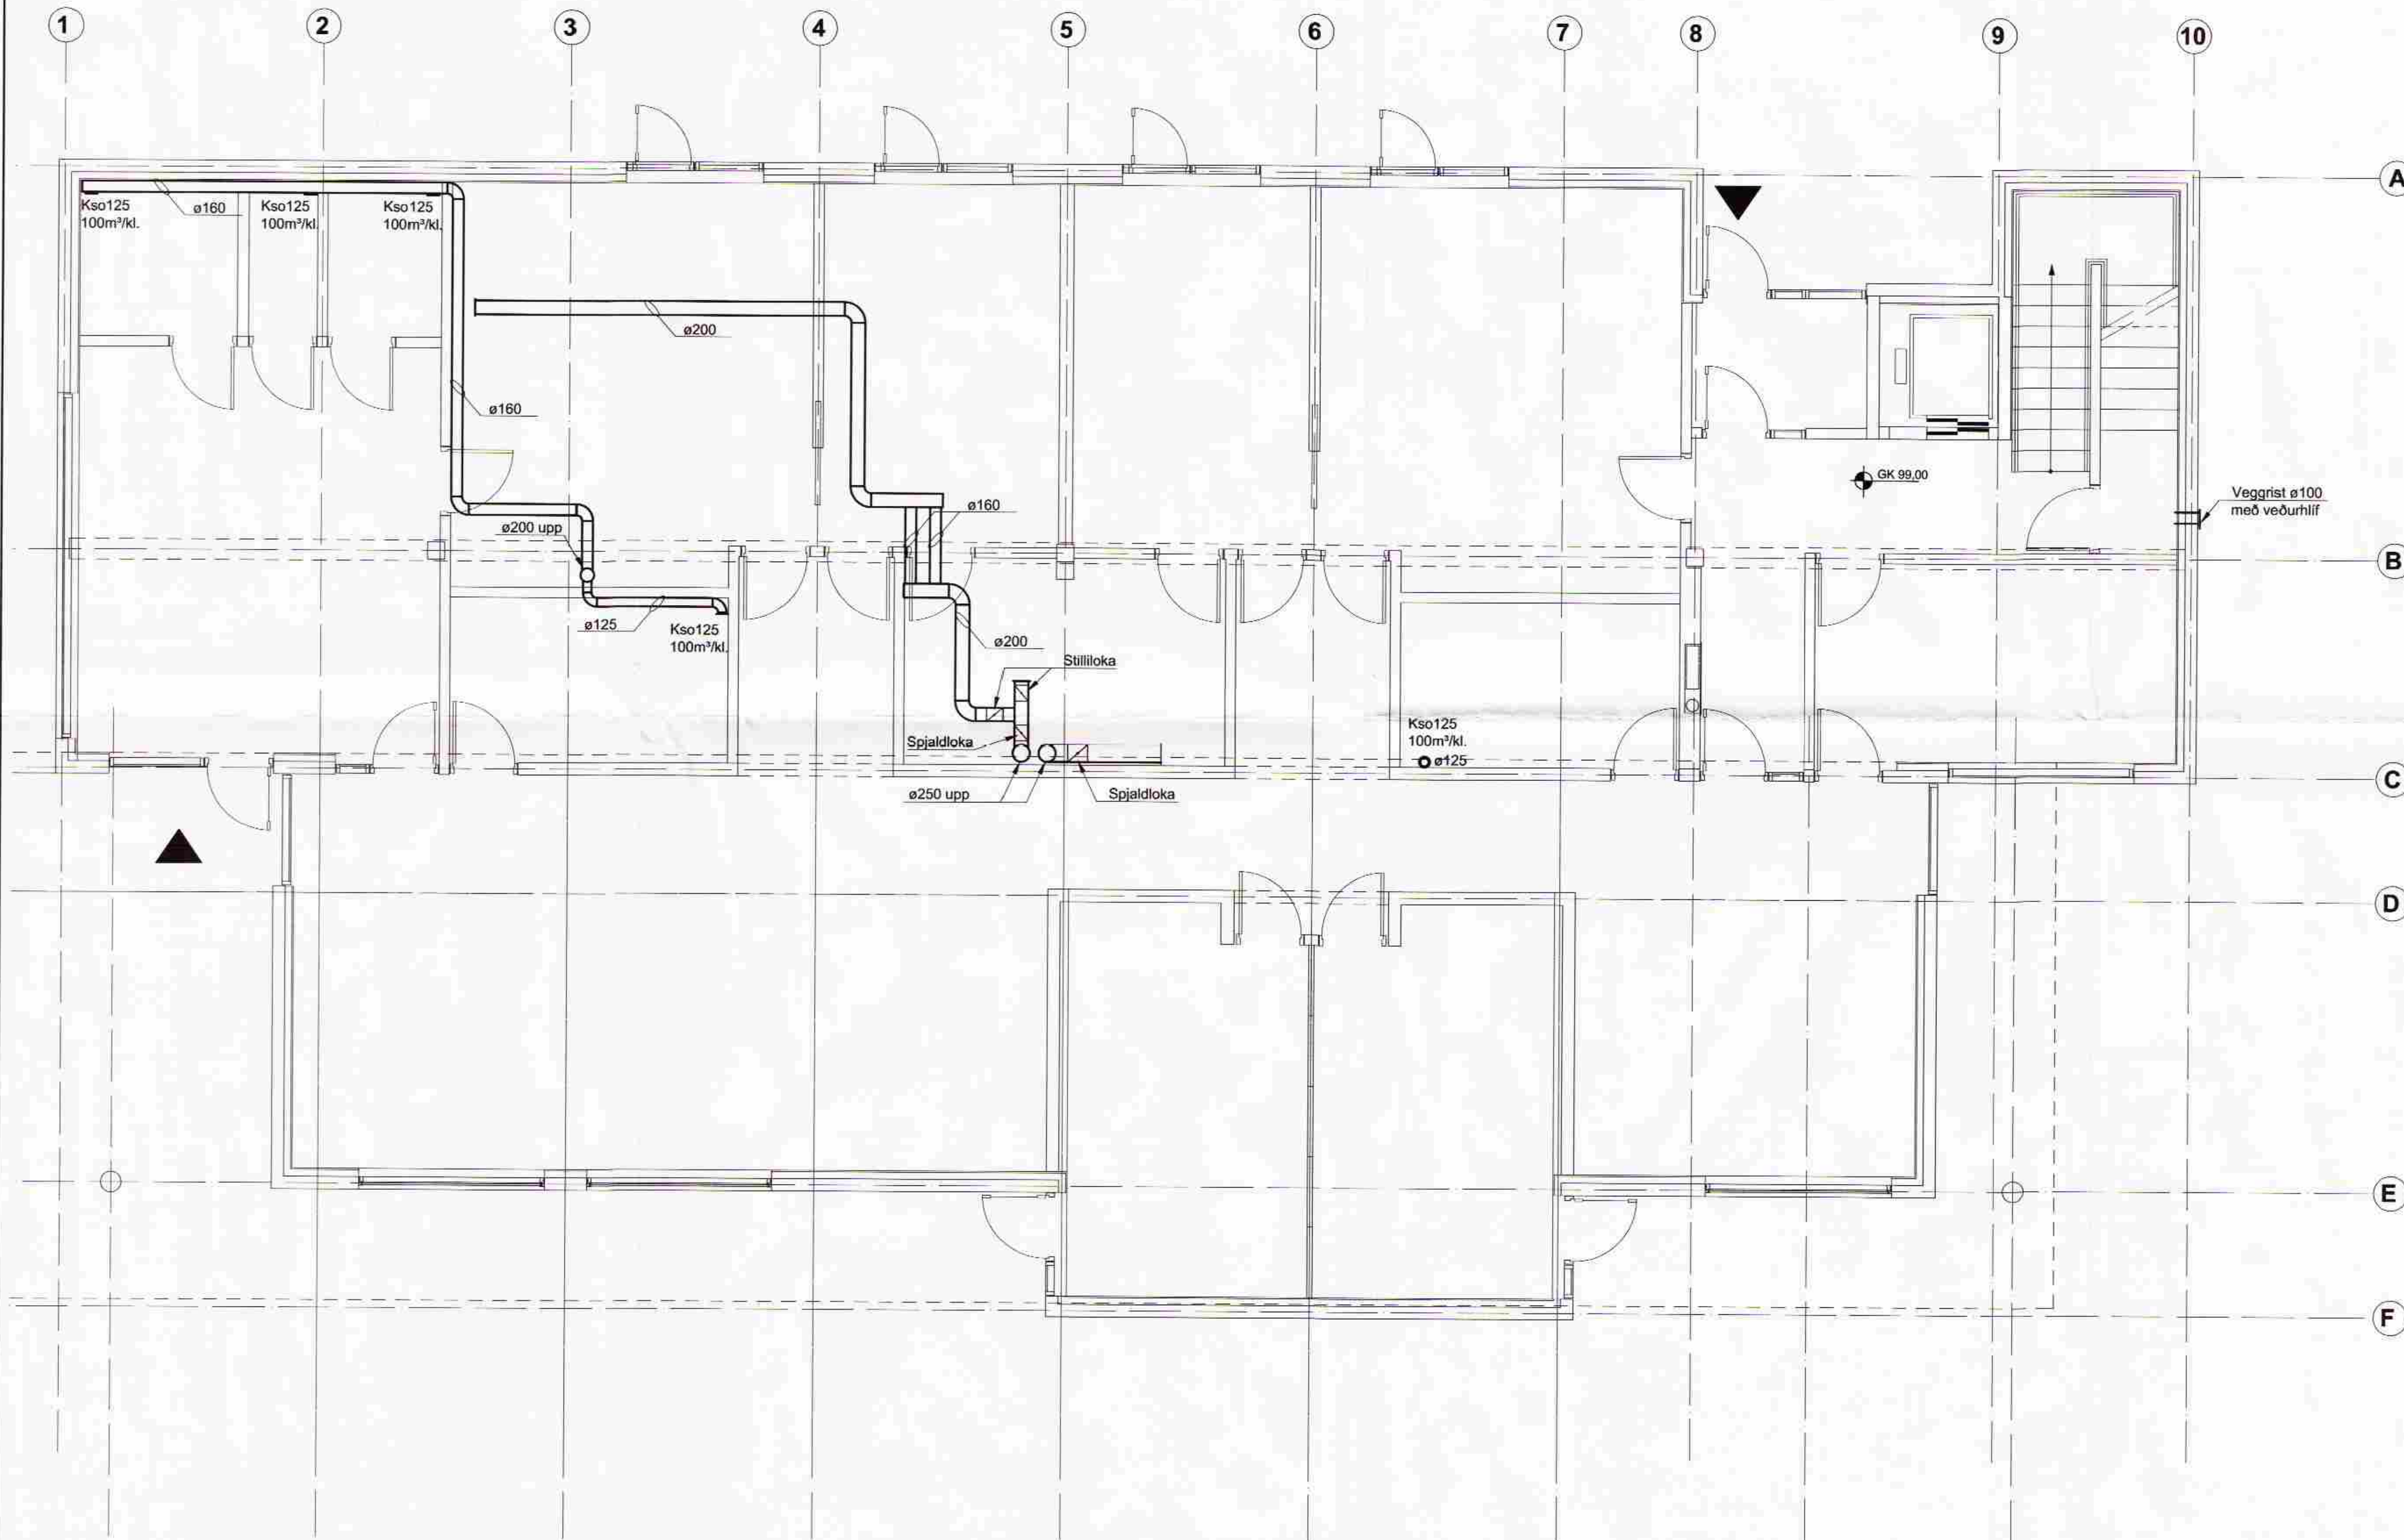 1
2
3
4
5
6
7
8
9
10
A
Kso125
100m³/kl.
ø160
Kso125
100m³/kl.
Kso125
100m³/kl.
ø200
ø160
GK 99,00
Veggrist ø100
með veðurhlíf
ø160
ø200 upp
B
ø125
Kso125
100m³/kl.
ø200
Stilliloka
Spjaldloka
Kso125
100m³/kl.
ø125
ø250 upp
Spjaldloka
C
D
E
F